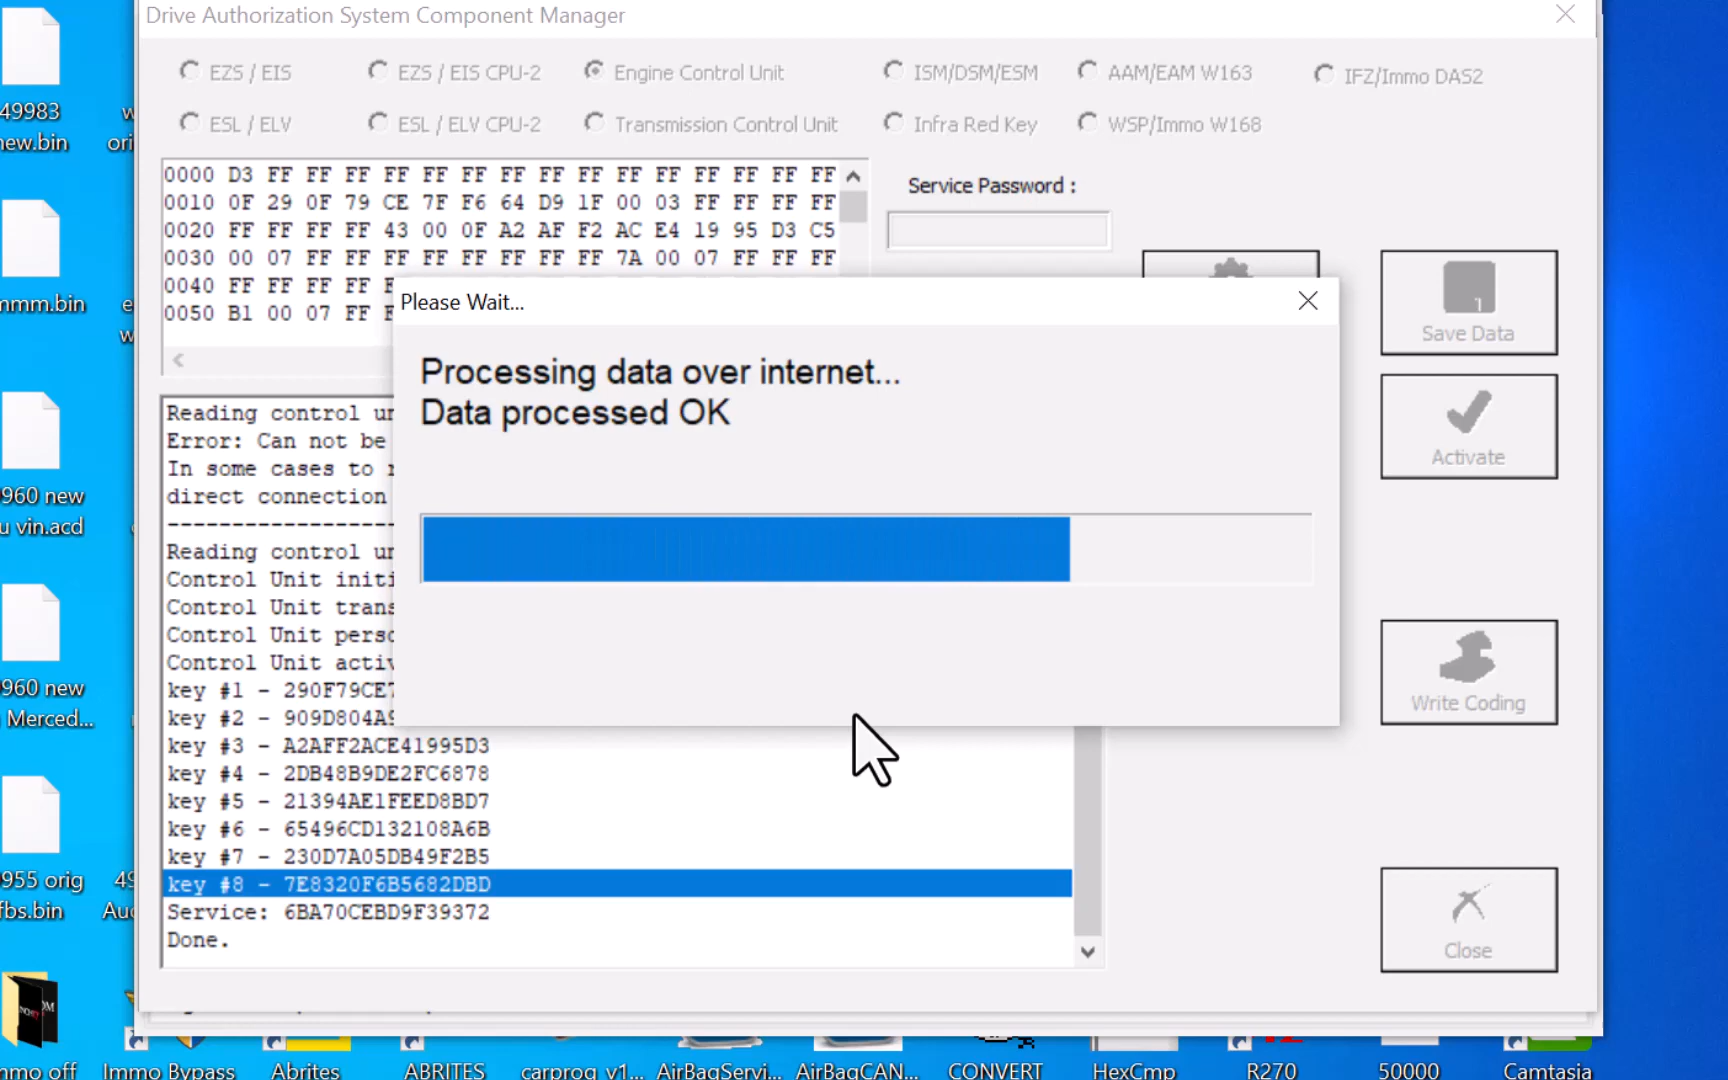 Drive Authorization System Component Manager
EZS / EIS
EZS / EIS CPU-2
Engine Control Unit
ISM/DSM/ESM
AAM/EAM W163
IFZ/Immo DAS2
ESL / ELV
ESL / ELV CPU-2
Transmission Control Unit
Infra Red Key
WSP/Immo W168
0000 D3 FF FF FF FF FF FF FF FF FF FF FF FF FF FF FF
0010 0F 29 0F 79 CE 7F F6 64 D9 1F 00 03 FF FF FF FF
0020 FF FF FF FF 43 00 0F A2 AF F2 AC E4 19 95 D3 C5
0030 00 07 FF FF FF FF FF FF FF FF 7A 00 07 FF FF FF
0040 FF FF FF FF
0050 B1 00 07 FF
Service Password :
Save Data
Activate
Write Coding
Close
Please Wait...
Processing data over internet...
Data processed OK
Reading control
Error: Can not be
In some cases to
direct connection
--------------------
Reading control
Control Unit
Control Unit
Control Unit
Control Unit
key #1 - 290F79CE
key #2 - 909D804A
key #3 - A2AFF2ACE41995D3
key #4 - 2DB48B9DE2FC6878
key #5 - 21394AE1FEED8BD7
key #6 - 65496CD132108A6B
key #7 - 230D7A05DB49F2B5
key #8 - 7E8320F6B5682DBD
Service: 6BA70CEBD9F39372
Done.
49983
new.bin
ori
mmm.bin
960 new
u vin.acd
960 new
Merced...
955 orig
fbs.bin
49
Auc
mmo off
Immo Bypass
Abrites
ABRITES
carprog_v1...
AirBagServi...
AirBagCAN...
CONVERT
HexCmp
R270
50000
Camtasia